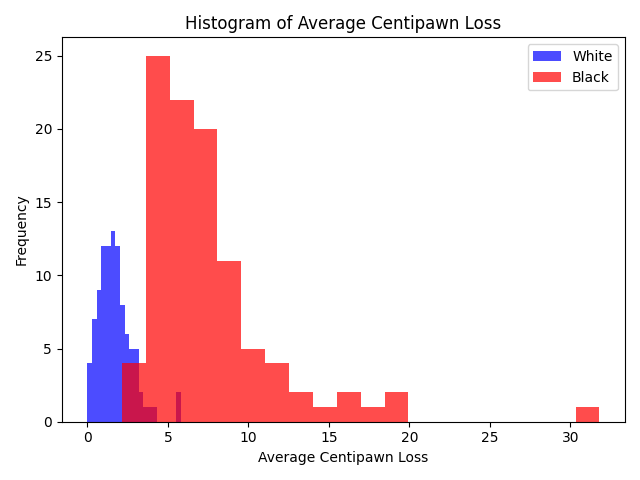 Histogram of Average Centipawn Loss
White
Black
Frequency
25
20
15
10
5
0
0 5 10 15 20 25 30
Average Centipawn Loss